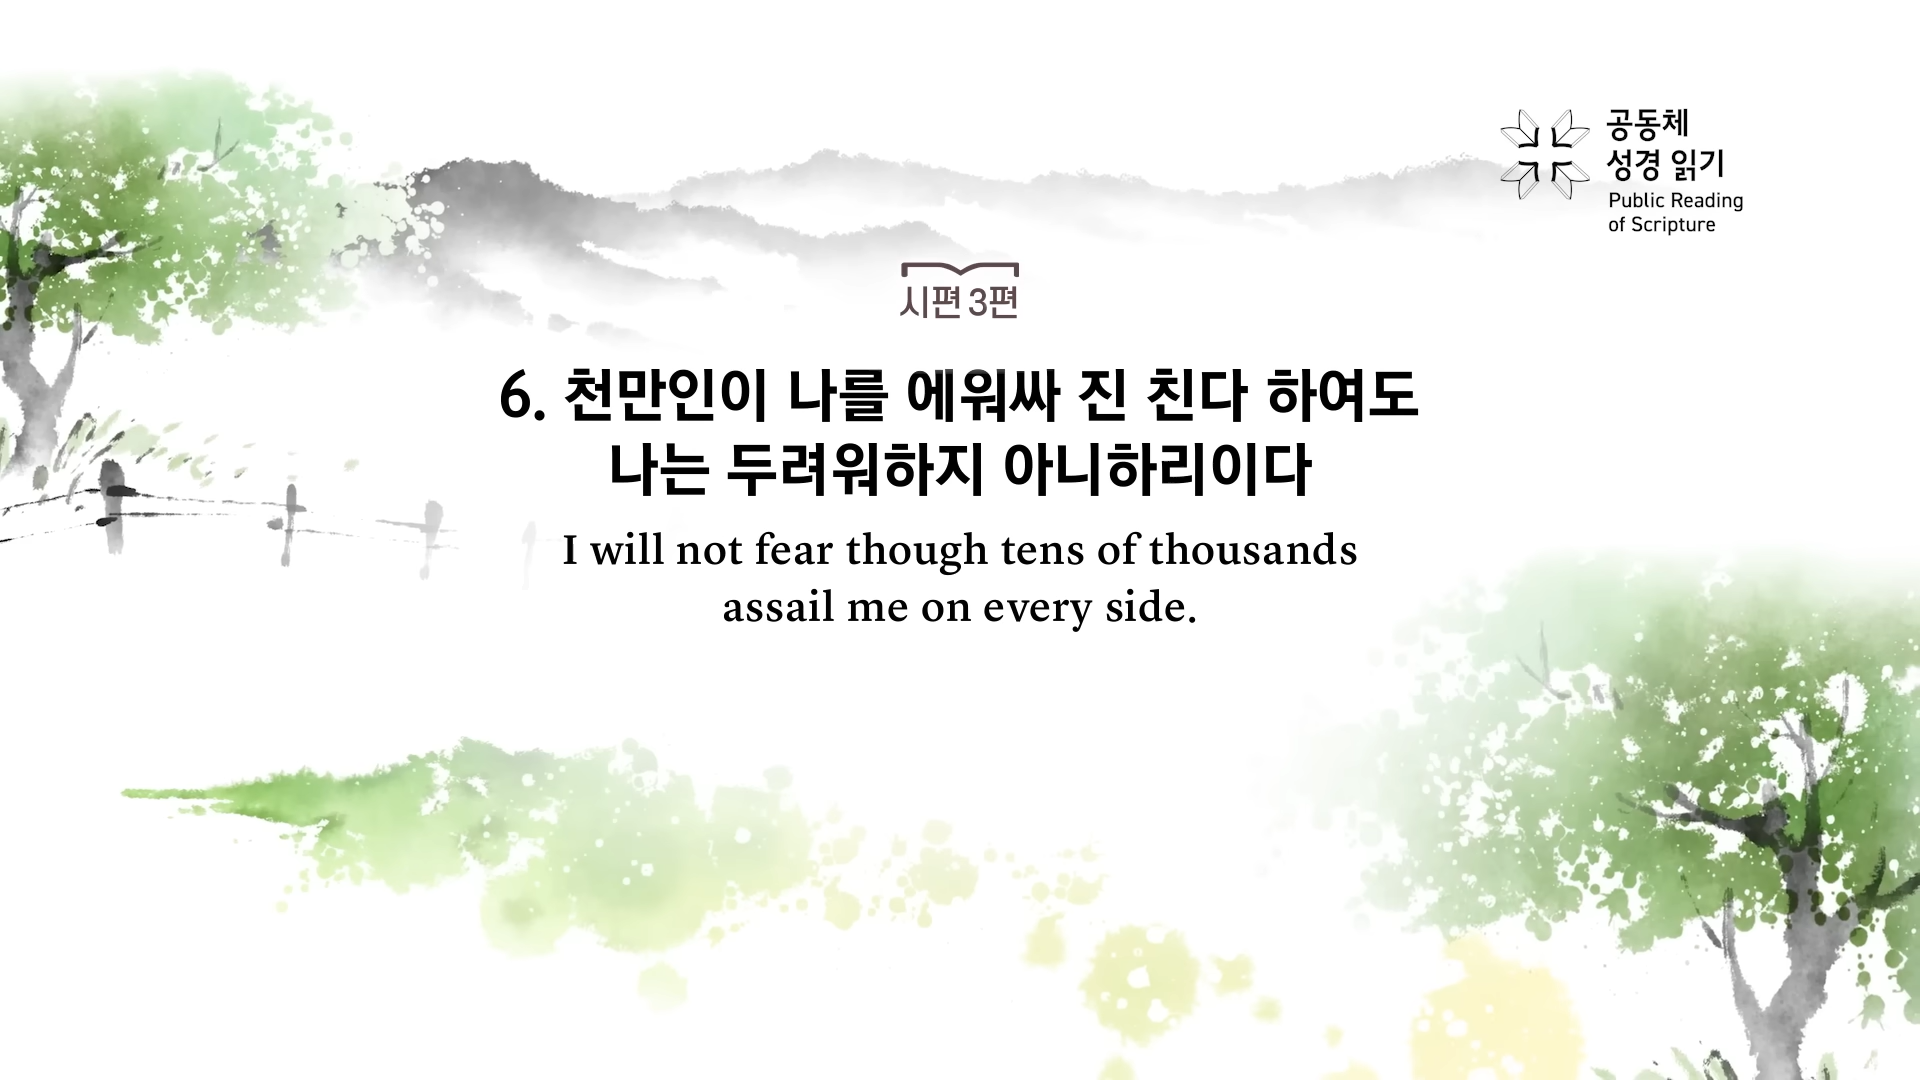 공동체
성경 읽기
Public Reading
of Scripture
시편 3편
6. 천만인이 나를 에워싸 진 친다 하여도
나는 두려워하지 아니하리이다
I will not fear though tens of thousands
assail me on every side.